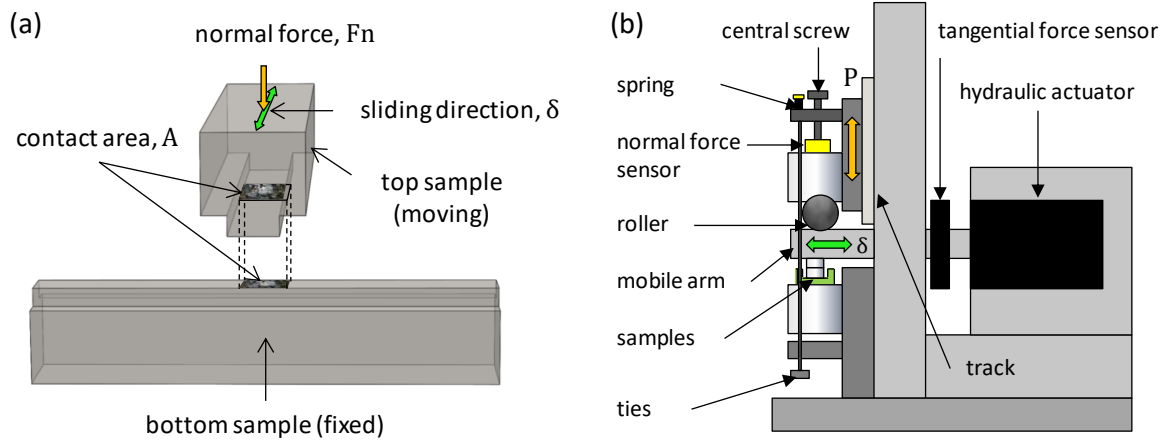 (a)
normal force, Fn
sliding direction, δ
contact area, A
top sample
(moving)
bottom sample (fixed)
(b)
central screw
tangential force sensor
spring
P
hydraulic actuator
normal force
sensor
roller
δ
mobile arm
samples
track
ties